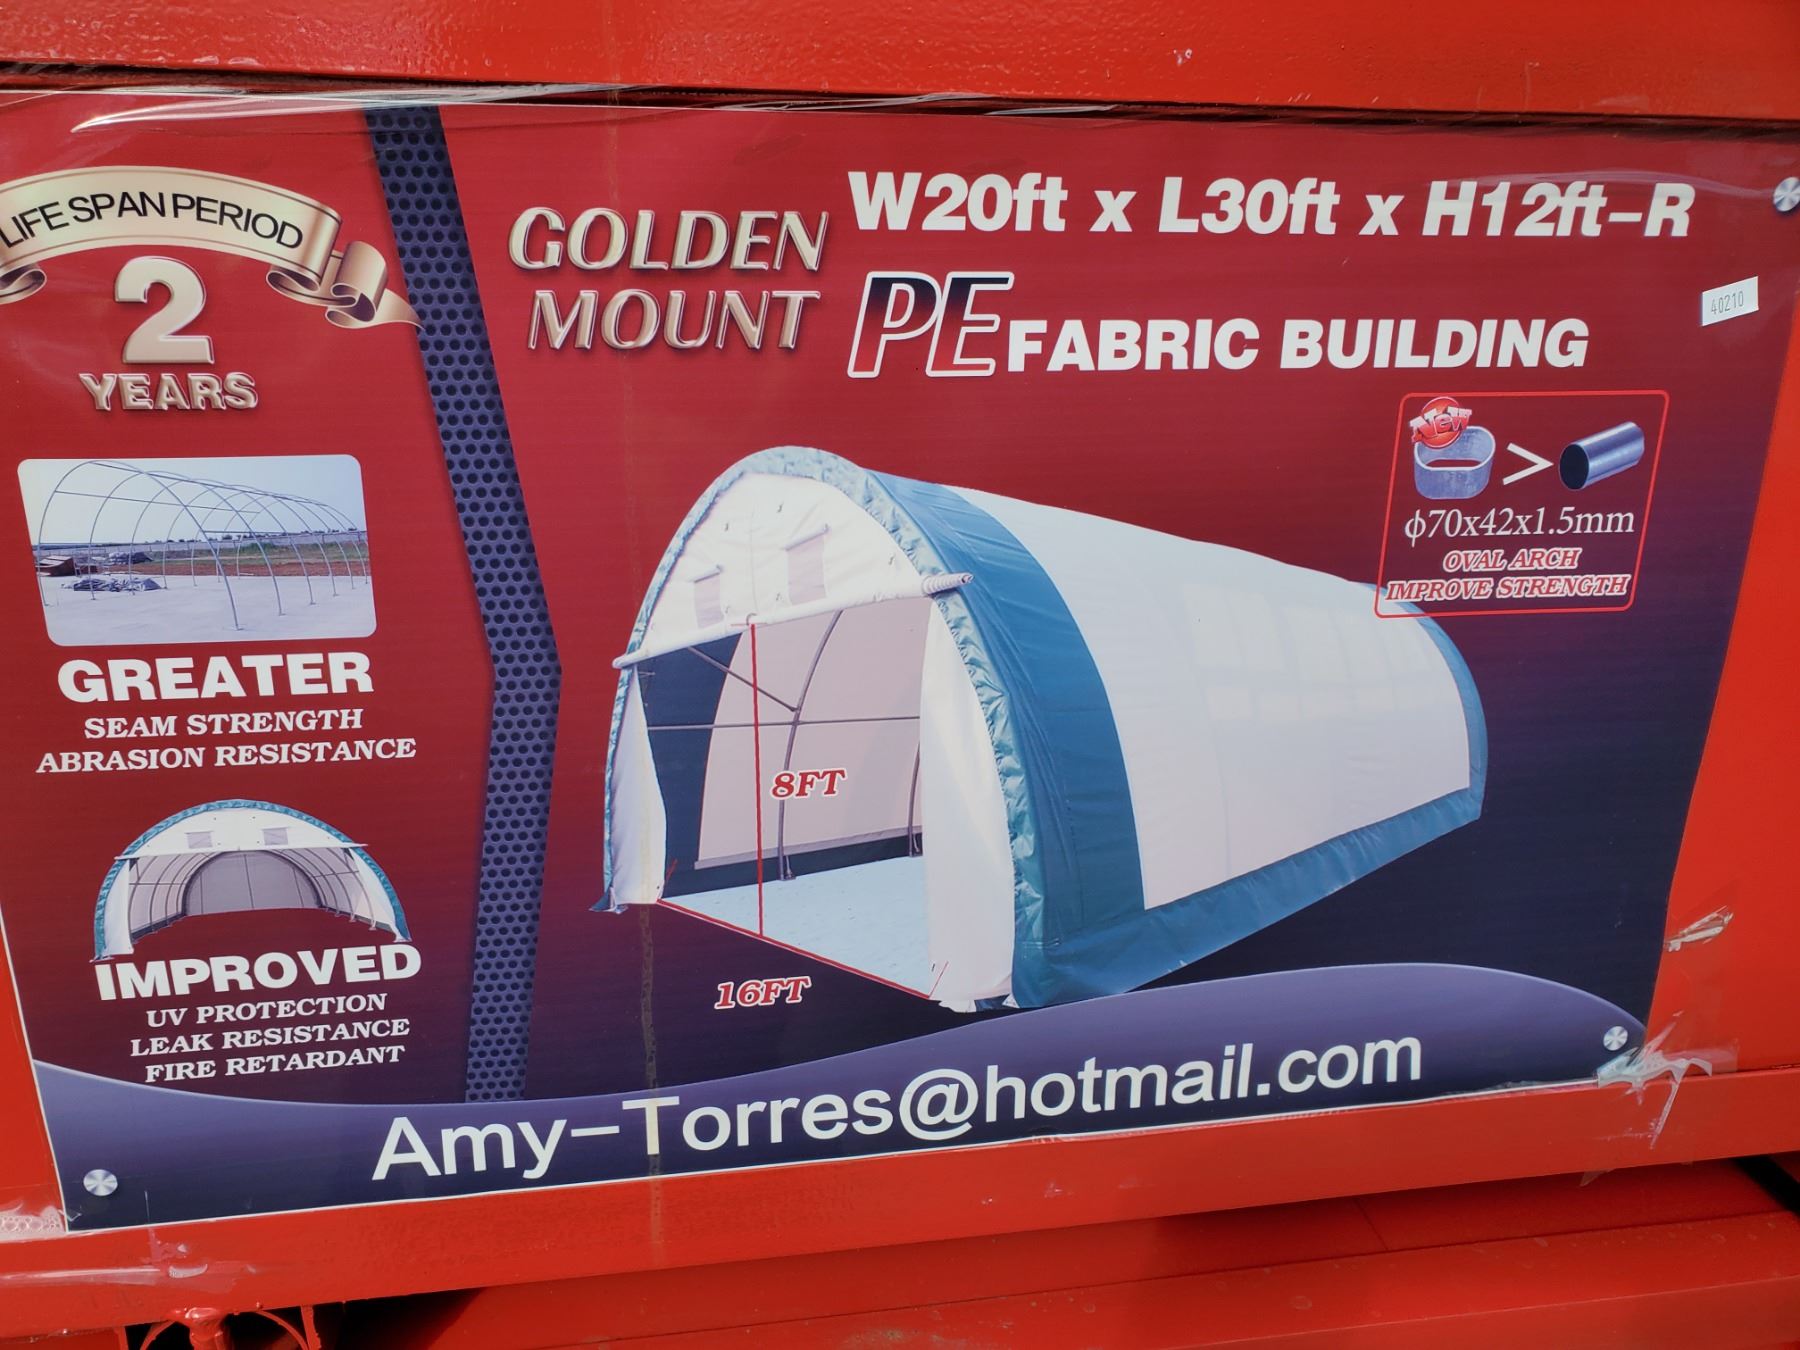 LIFE SPAN PERIOD
2
YEARS
GOLDEN
MOUNT
W20ft x L30ft x H12ft-R
PE FABRIC BUILDING
40210
New
>
ϕ70x42x1.5mm
OVAL ARCH
IMPROVE STRENGTH
GREATER
SEAM STRENGTH
ABRASION RESISTANCE
8FT
16FT
IMPROVED
UV PROTECTION
LEAK RESISTANCE
FIRE RETARDANT
Amy-Torres@hotmail.com